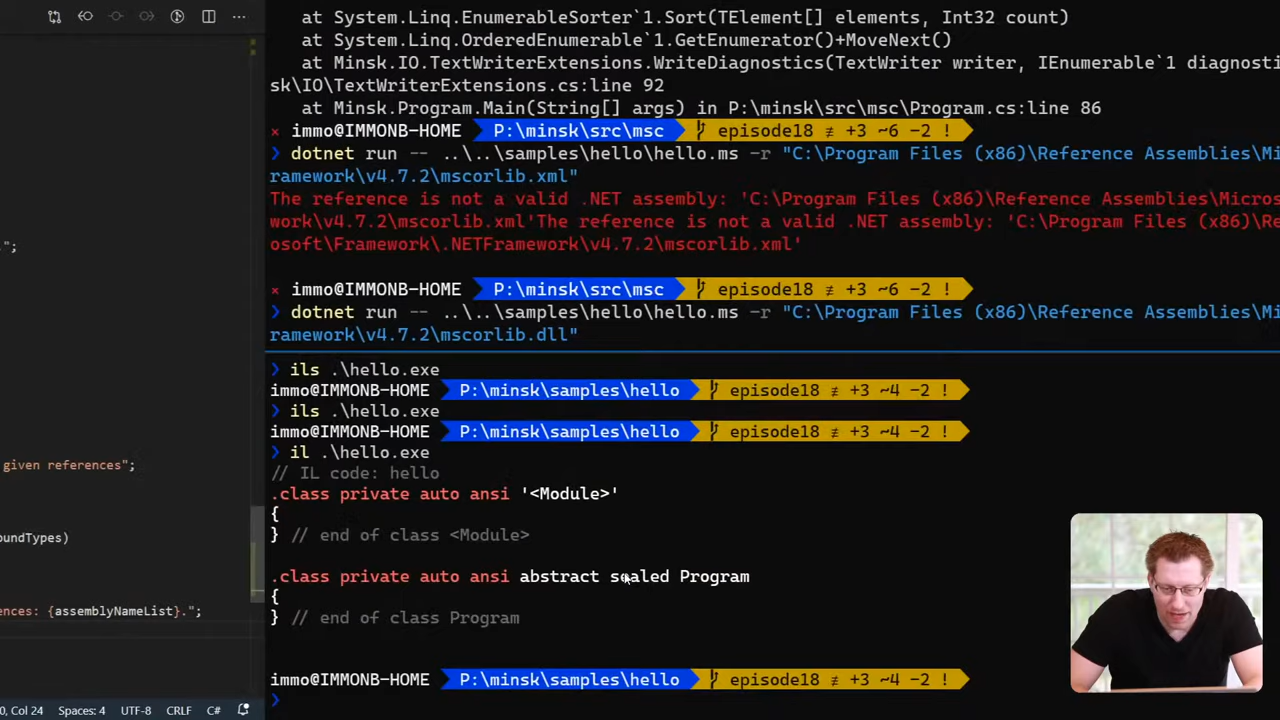 at System.Linq.EnumerableSorter`1.Sort(TElement[] elements, Int32 count)
at System.Linq.OrderedEnumerable`1.GetEnumerator()+MoveNext()
at Minsk.IO.TextWriterExtensions.WriteDiagnostics(TextWriter writer, IEnumerable`1 diagnosti
sk\IO\TextWriterExtensions.cs:line 92
at Minsk.Program.Main(String[] args) in P:\minsk\src\msc\Program.cs:line 86
× immo@IMMONB-HOME P:\minsk\src\msc episode18 ≢ +3 ~6 -2 !
❯ dotnet run -- ..\..\samples\hello\hello.ms -r "C:\Program Files (x86)\Reference Assemblies\Mi
ramework\v4.7.2\mscorlib.xml"
The reference is not a valid .NET assembly: 'C:\Program Files (x86)\Reference Assemblies\Micros
work\v4.7.2\mscorlib.xml'The reference is not a valid .NET assembly: 'C:\Program Files (x86)\Re
osoft\Framework\.NETFramework\v4.7.2\mscorlib.xml'
× immo@IMMONB-HOME P:\minsk\src\msc episode18 ≢ +3 ~6 -2 !
❯ dotnet run -- ..\..\samples\hello\hello.ms -r "C:\Program Files (x86)\Reference Assemblies\Mi
ramework\v4.7.2\mscorlib.dll"
❯ ils .\hello.exe
immo@IMMONB-HOME P:\minsk\samples\hello episode18 ≢ +3 ~4 -2 !
❯ ils .\hello.exe
immo@IMMONB-HOME P:\minsk\samples\hello episode18 ≢ +3 ~4 -2 !
❯ il .\hello.exe
// IL code: hello
.class private auto ansi '<Module>'
{
} // end of class <Module>
.class private auto ansi abstract sealed Program
{
} // end of class Program
immo@IMMONB-HOME P:\minsk\samples\hello episode18 ≢ +3 ~4 -2 !
❯
.";
given references";
oundTypes)
ences: {assemblyNameList}.";
0, Col 24 Spaces: 4 UTF-8 CRLF C#